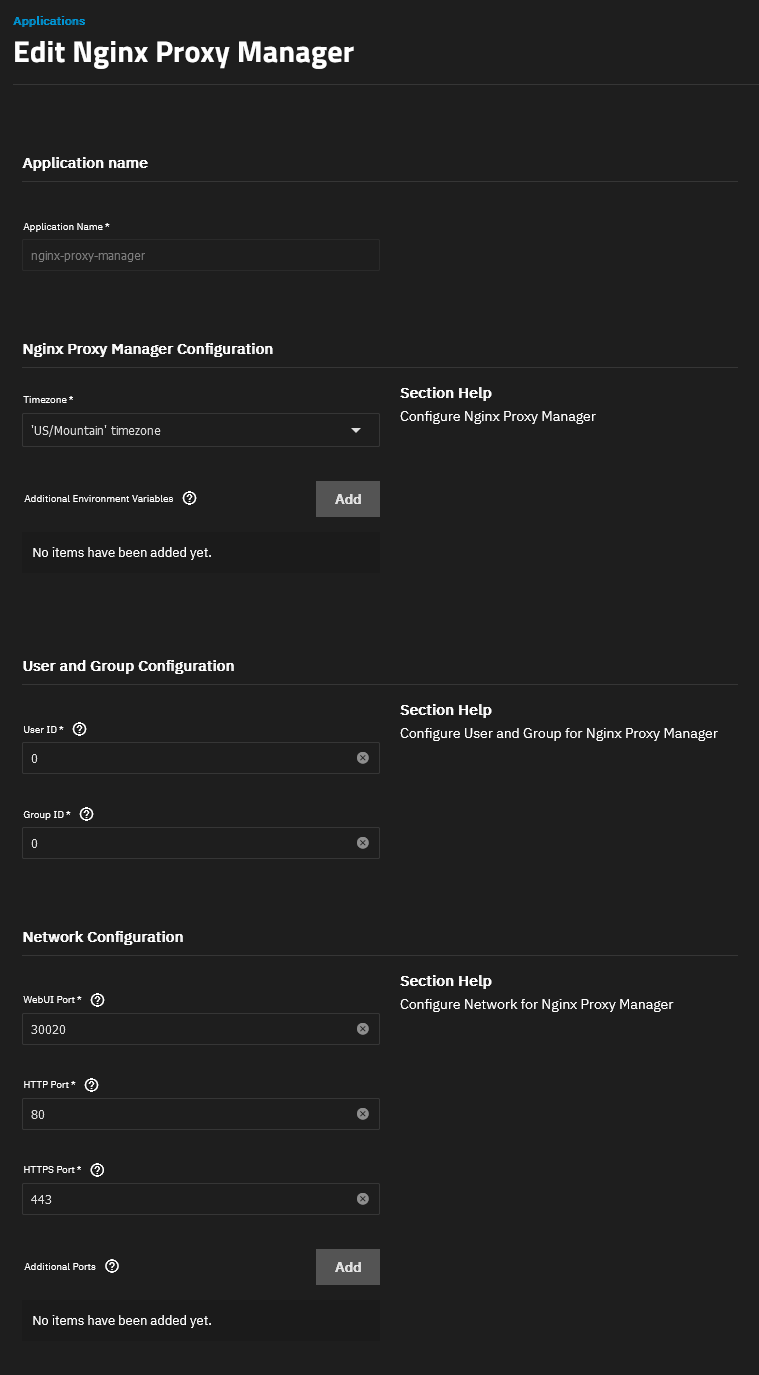 Applications
Edit Nginx Proxy Manager
Application name
Application Name *
nginx-proxy-manager
Nginx Proxy Manager Configuration
Timezone *
'US/Mountain' timezone
Section Help
Configure Nginx Proxy Manager
Additional Environment Variables
Add
No items have been added yet.
User and Group Configuration
User ID *
0
Section Help
Configure User and Group for Nginx Proxy Manager
Group ID *
0
Network Configuration
WebUI Port *
30020
Section Help
Configure Network for Nginx Proxy Manager
HTTP Port *
80
HTTPS Port *
443
Additional Ports
Add
No items have been added yet.